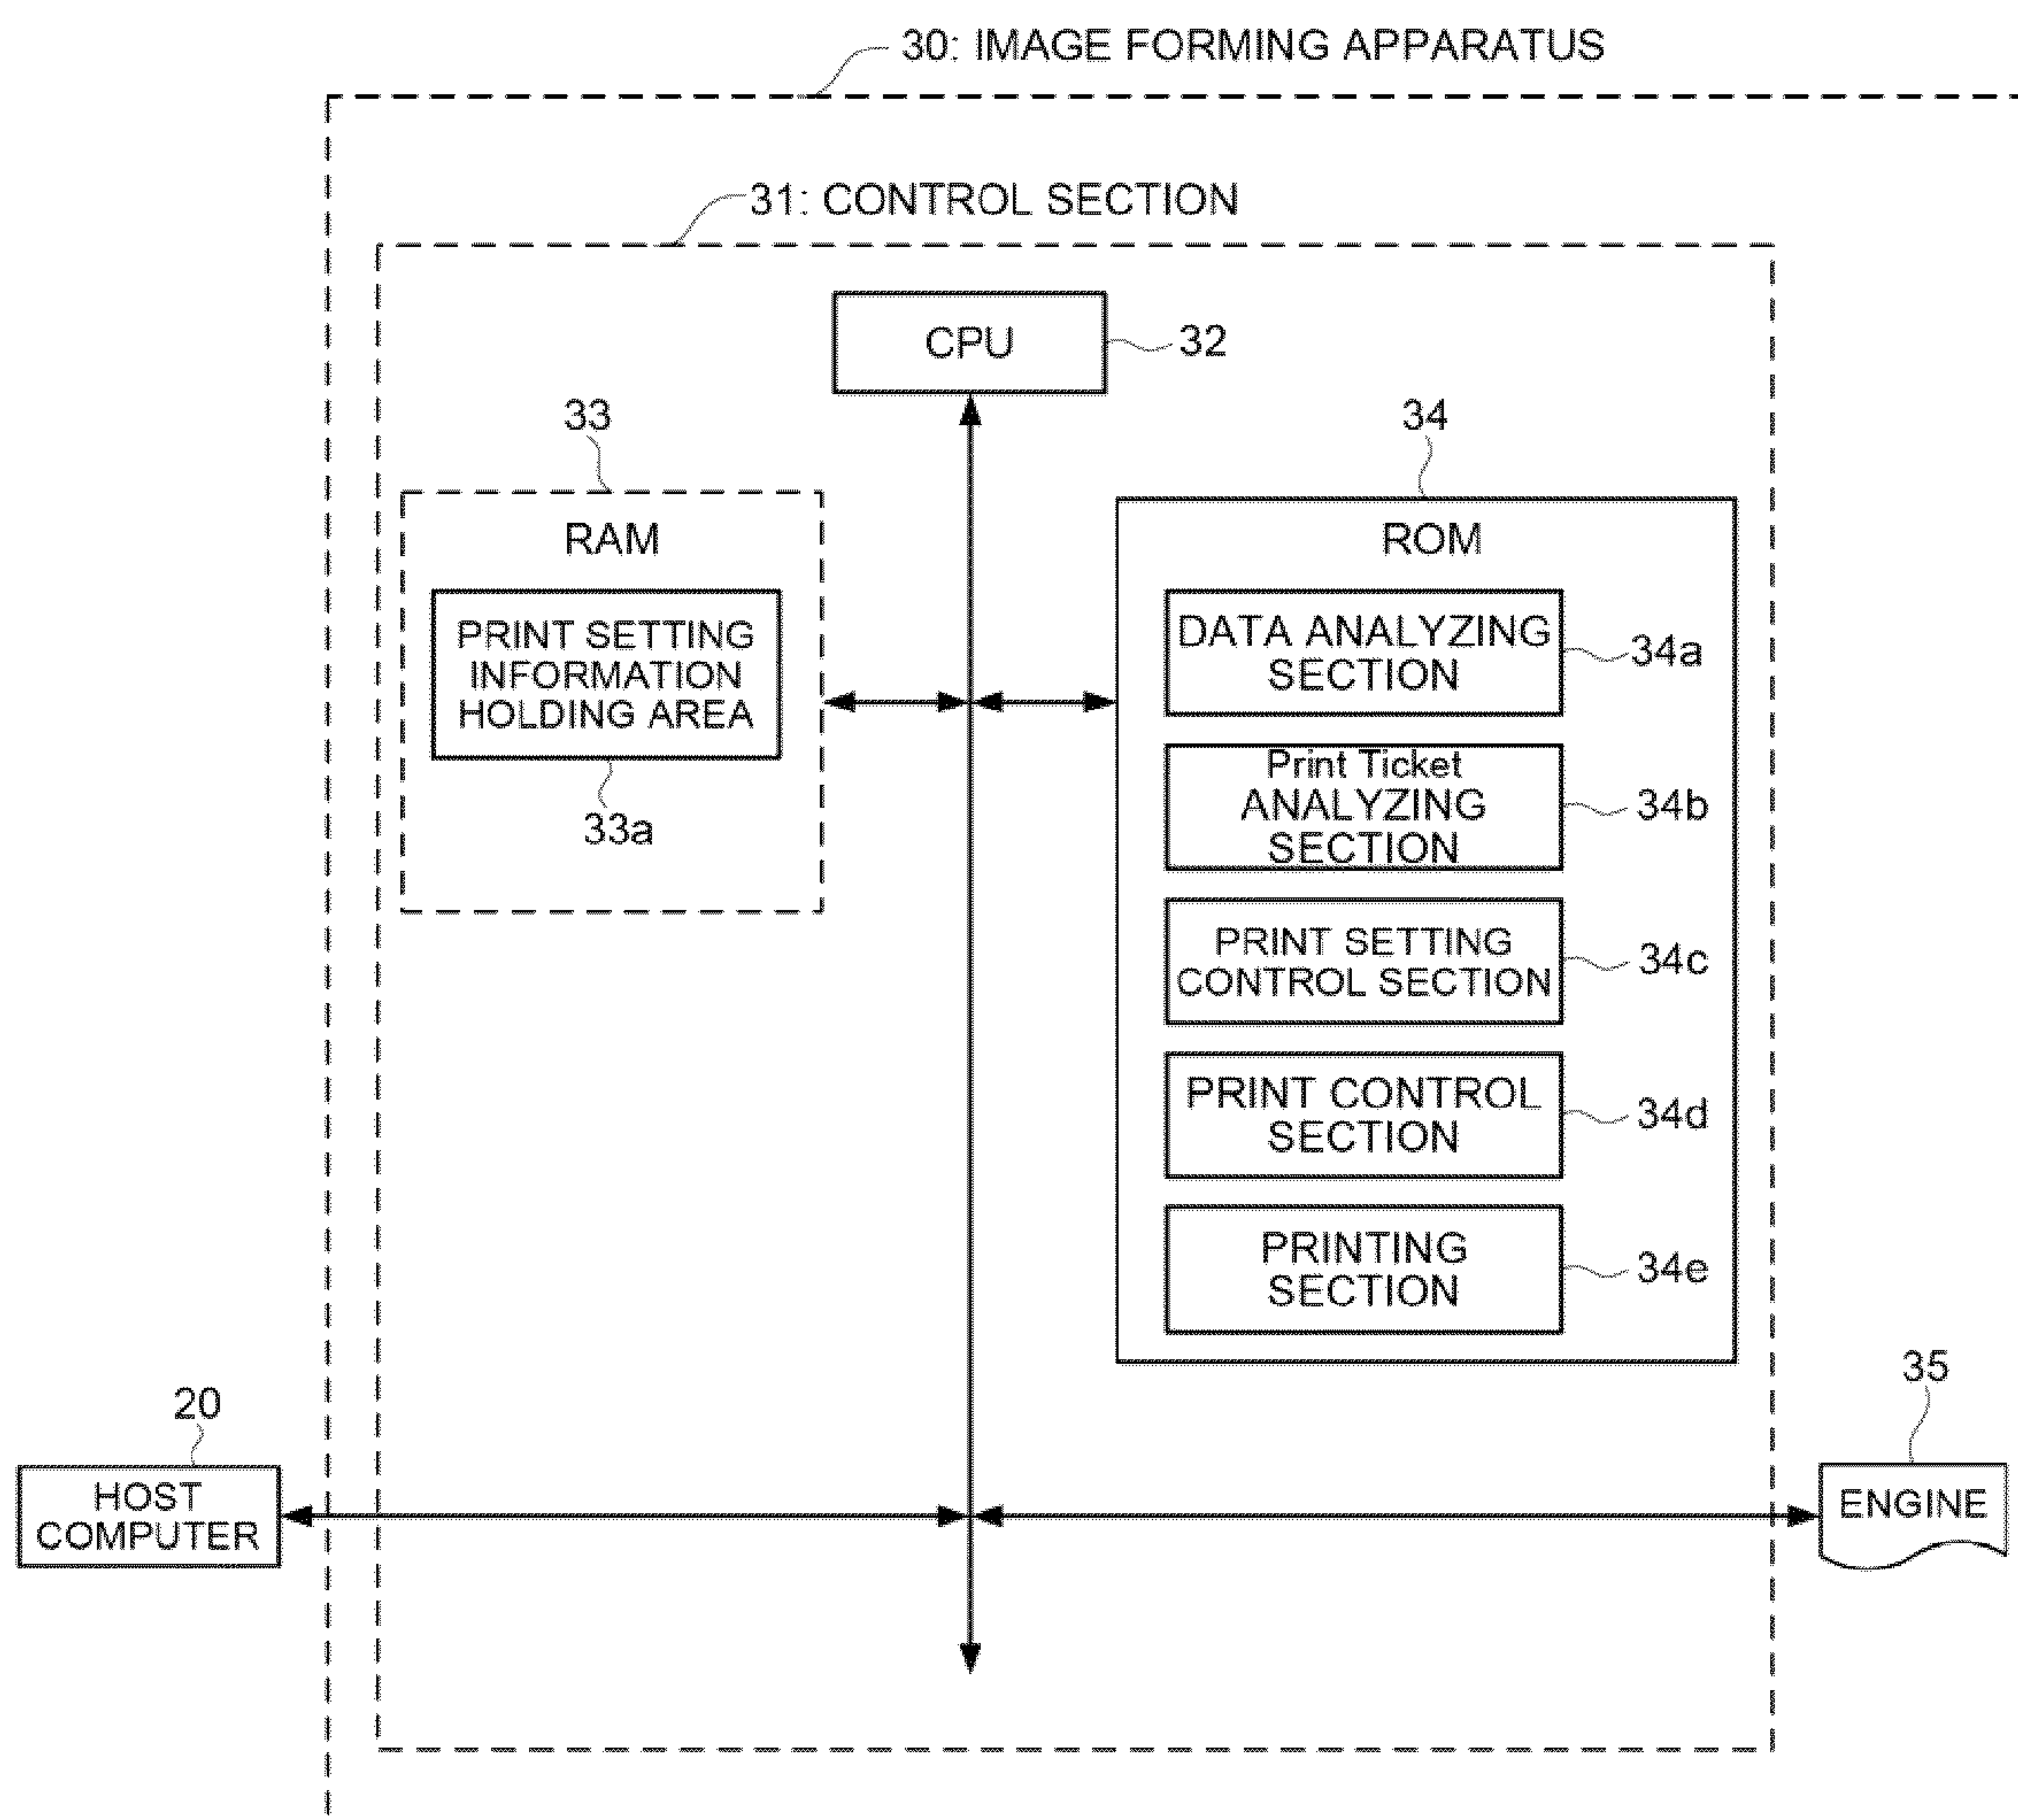 30: IMAGE FORMING APPARATUS
31: CONTROL SECTION
CPU
32
33
RAM
PRINT SETTING
INFORMATION
HOLDING AREA
33a
34
ROM
DATA ANALYZING
SECTION
34a
Print Ticket
ANALYZING
SECTION
34b
PRINT SETTING
CONTROL SECTION
34c
PRINT CONTROL
SECTION
34d
PRINTING
SECTION
34e
20
HOST
COMPUTER
35
ENGINE